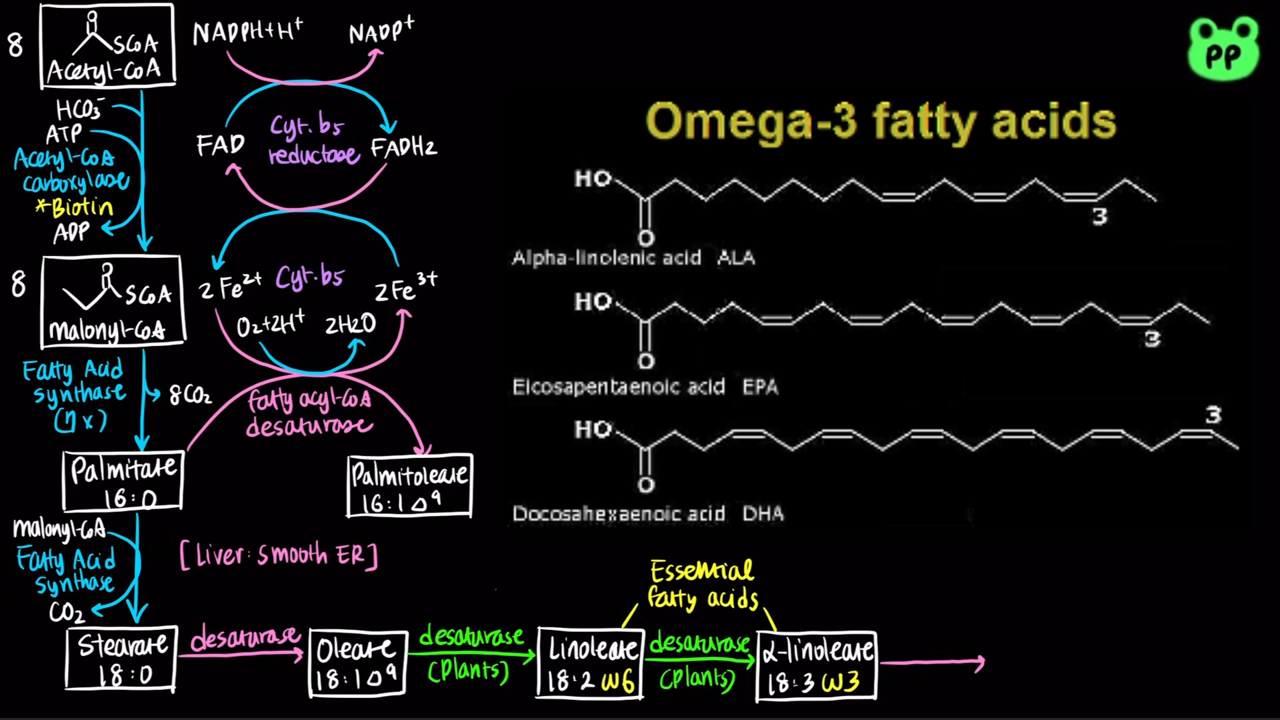 8
SCoA
Acetyl-CoA
HCO3⁻
ATP
Acetyl-CoA
carboxylase
*Biotin
ADP
8
SCoA
malonyl-CoA
Fatty Acid
synthase
(7x)
8CO2
Palmitate
16:0
malonyl-CoA
Fatty Acid
synthase
CO2
Stearate
18:0
NADPH+H⁺
NADP⁺
FAD
Cyt. b5
reductase
FADH2
2Fe²⁺
Cyt. b5
2Fe³⁺
O2+2H⁺
2H2O
fatty acyl-CoA
desaturase
Palmitoleate
16:1 Δ⁹
[Liver: Smooth ER]
desaturase
Oleate
18:1 Δ⁹
desaturase
(Plants)
Essential
fatty acids
Linoleate
18:2 ω6
desaturase
(Plants)
α-linoleate
18:3 ω3
PP
Omega-3 fatty acids
HO
O
3
Alpha-linolenic acid ALA
HO
O
3
Eicosapentaenoic acid EPA
HO
O
3
Docosahexaenoic acid DHA